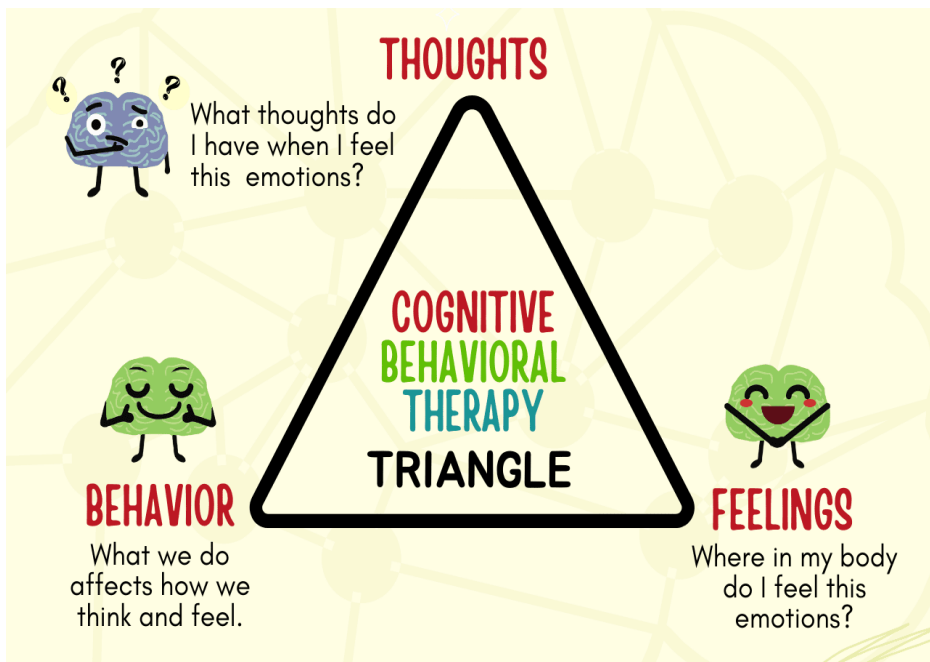 THOUGHTS
What thoughts do
I have when I feel
this emotions?
COGNITIVE
BEHAVIORAL
THERAPY
TRIANGLE
BEHAVIOR
What we do
affects how we
think and feel.
FEELINGS
Where in my body
do I feel this
emotions?